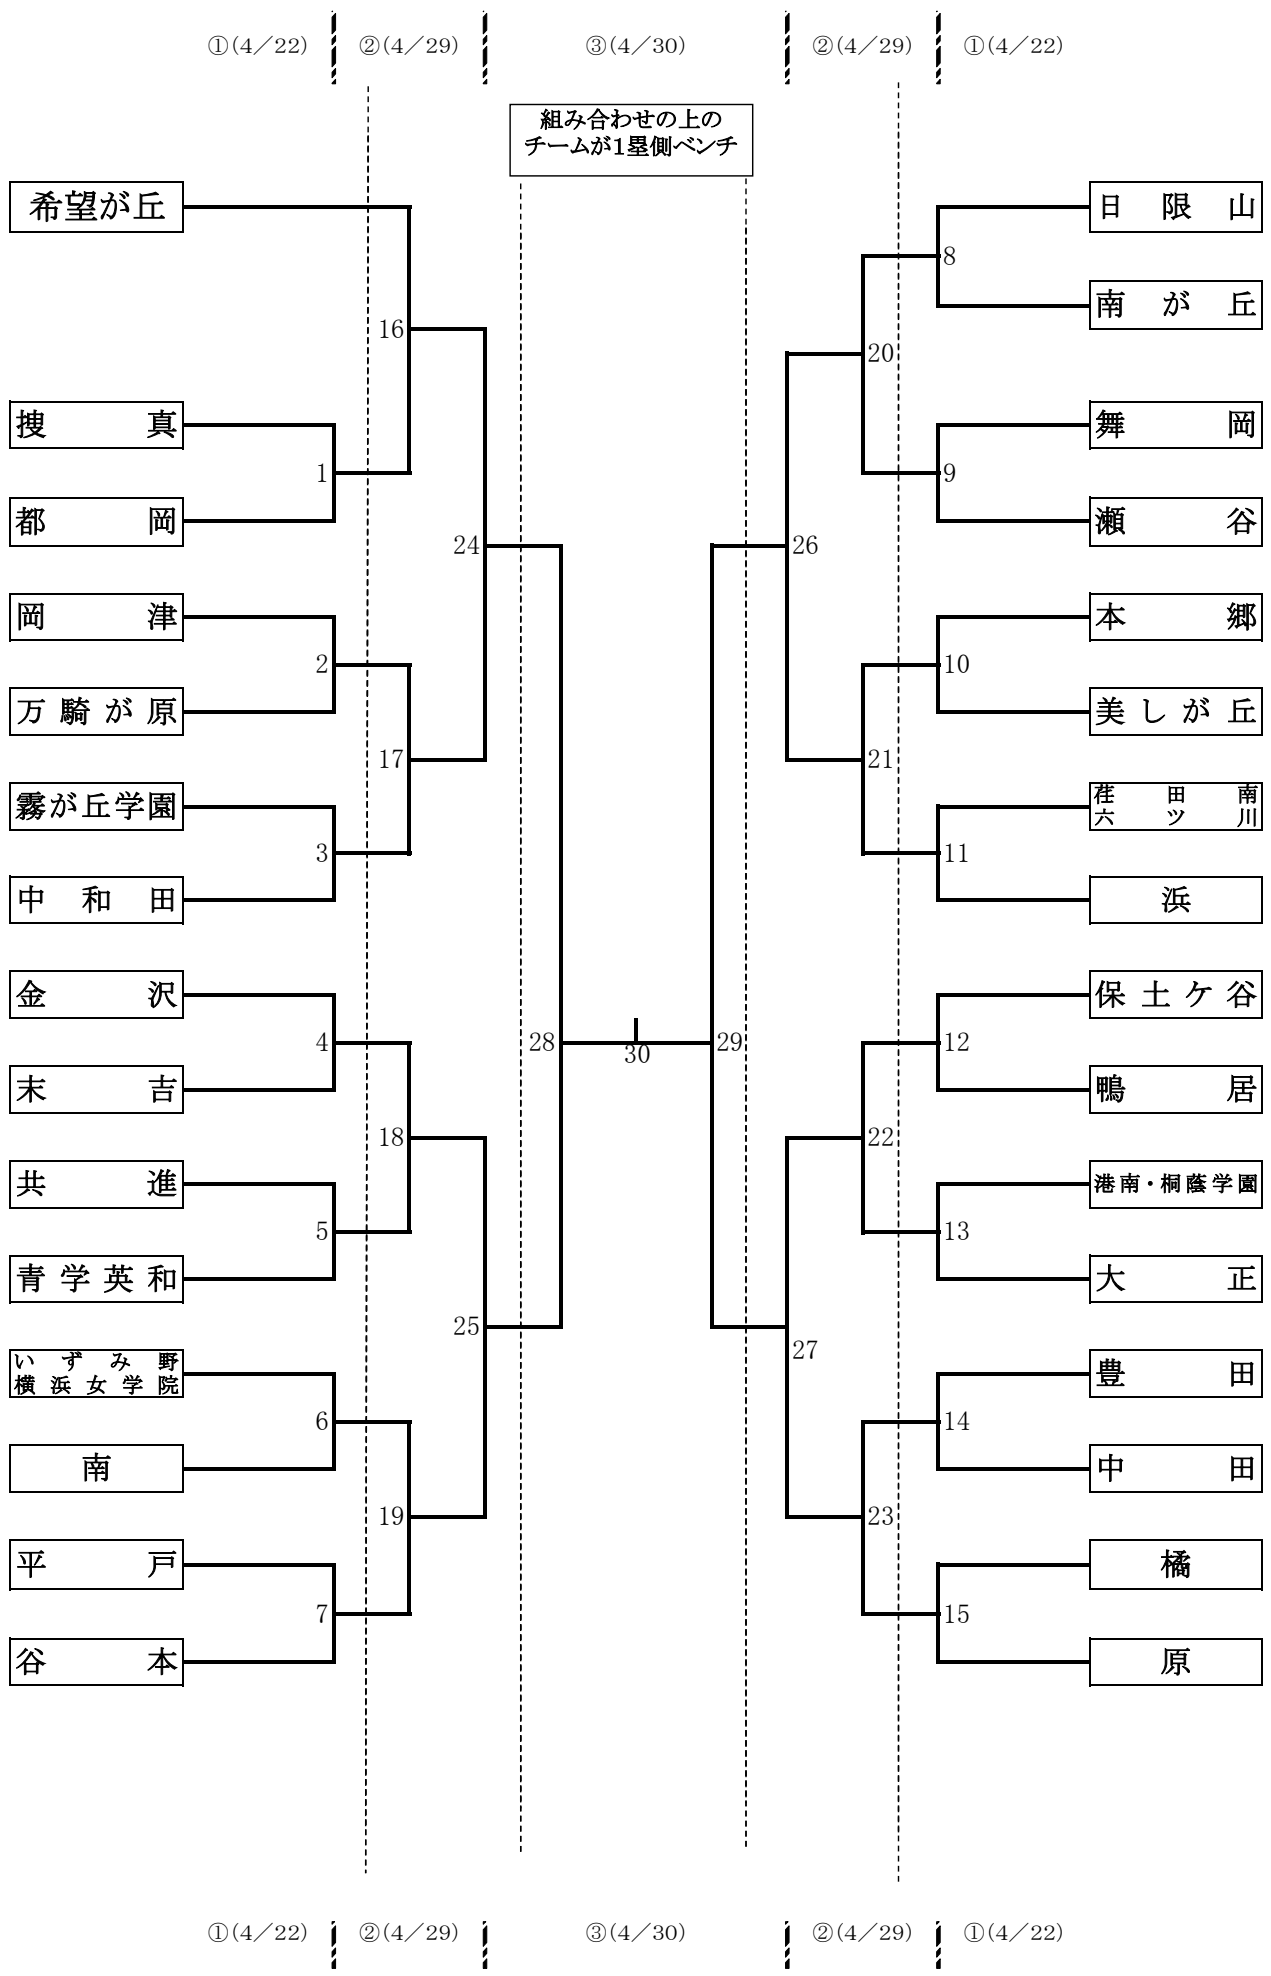 ①(4／22) ②(4／29) ③(4／30) ②(4／29) ①(4／22)
組み合わせの上の
チームが1塁側ベンチ
希望が丘
捜真
都岡
岡津
万騎が原
霧が丘学園
中和田
金沢
末吉
共進
青学英和
いずみ野
横浜女学院
南
平戸
谷本
1
2
3
4
5
6
7
16
17
18
19
24
25
28
30
29
26
27
20
21
22
23
8
9
10
11
12
13
14
15
日限山
南が丘
舞岡
瀬谷
本郷
美しが丘
荏田南
六ツ川
浜
保土ケ谷
鴨居
港南・桐蔭学園
大正
豊田
中田
橘
原
①(4／22) ②(4／29) ③(4／30) ②(4／29) ①(4／22)